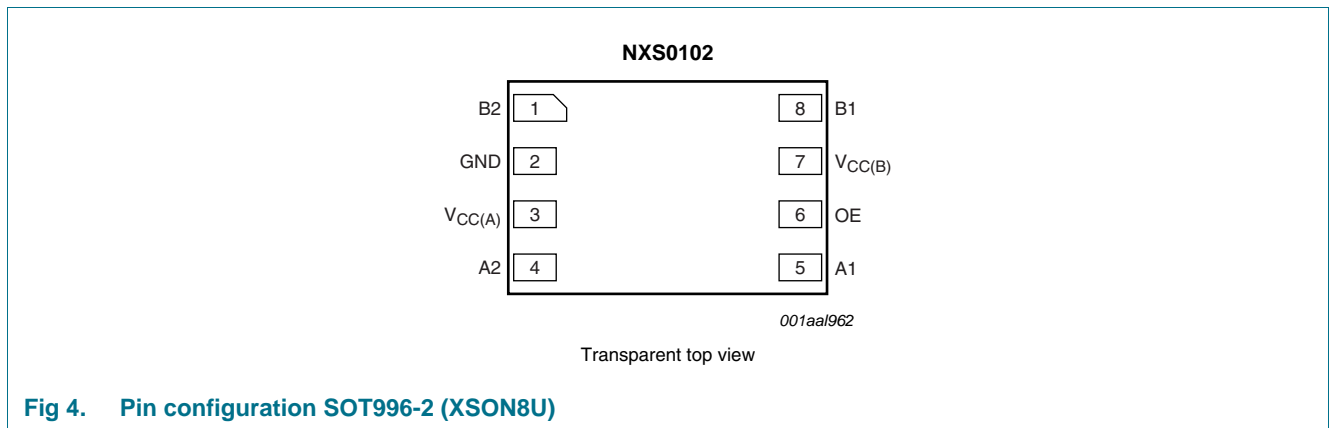 NXS0102
B2 1 8 B1
GND 2 7 VCC(B)
VCC(A) 3 6 OE
A2 4 5 A1
001aal962
Transparent top view
Fig 4. Pin configuration SOT996-2 (XSON8U)